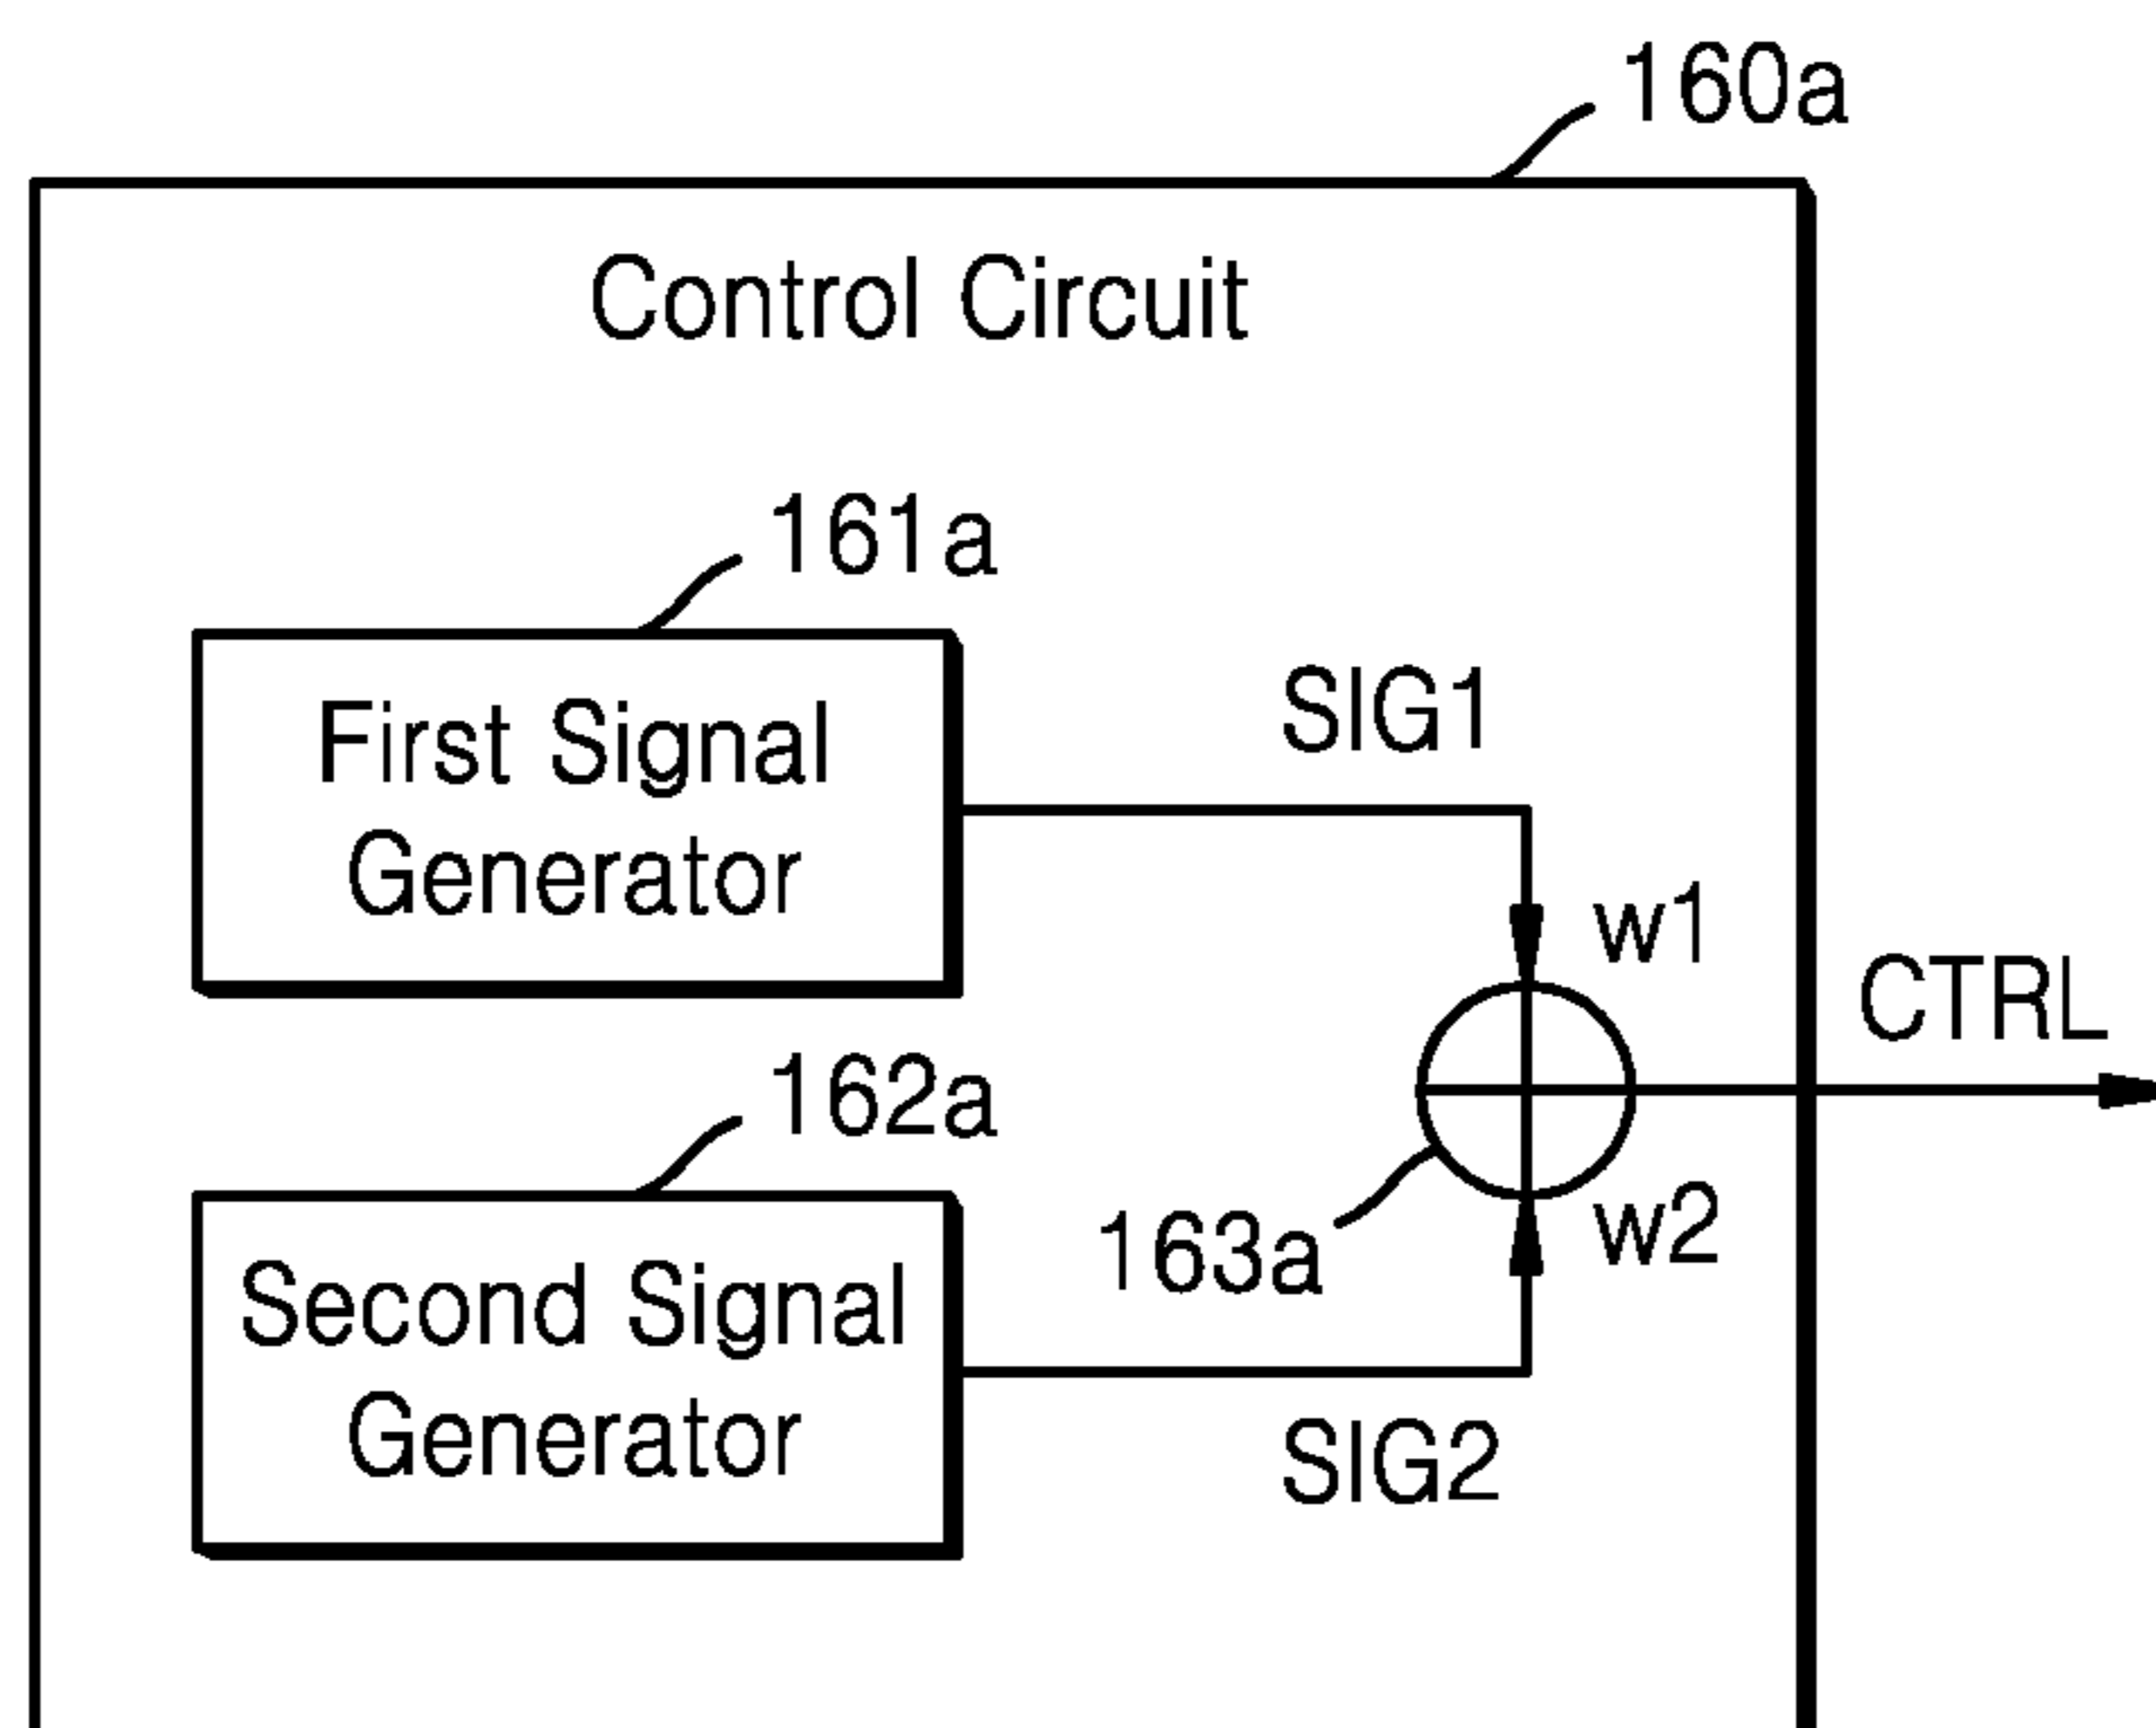 160a
Control Circuit
161a
First Signal
Generator
SIG1
w1
CTRL
162a
163a
w2
Second Signal
Generator
SIG2